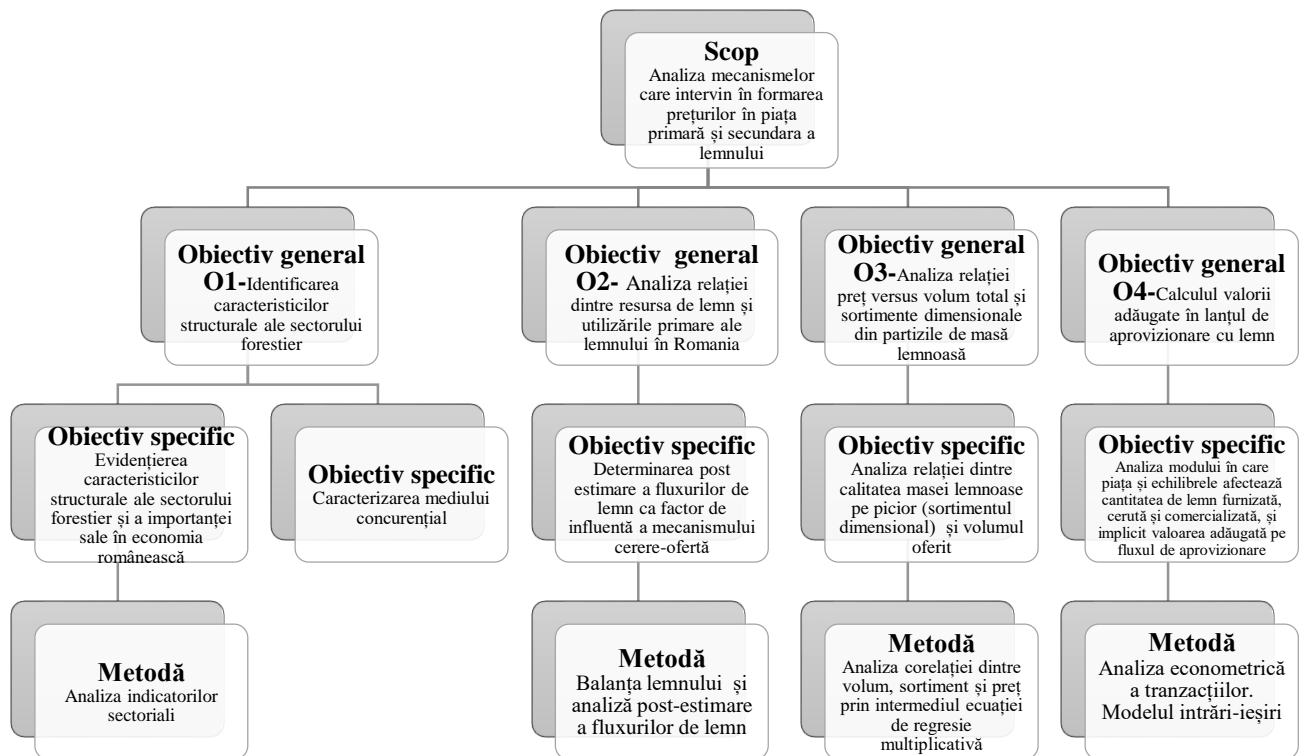 Scop
Analiza mecanismelor
care intervin în formarea
prețurilor în piața
primară și secundara a
lemnului
Obiectiv general
O1-Identificarea
caracteristicilor
structurale ale sectorului
forestier
Obiectiv general
O2- Analiza relației
dintre resursa de lemn și
utilizările primare ale
lemnului în Romania
Obiectiv general
O3-Analiza relației
preț versus volum total și
sortimente dimensionale
din partizile de masă
lemnoasă
Obiectiv general
O4-Calculul valorii
adăugate în lanțul de
aprovizionare cu lemn
Obiectiv specific
Evidențierea
caracteristicilor
structurale ale sectorului
forestier și a importanței
sale în economia
românească
Obiectiv specific
Caracterizarea mediului
concurențial
Obiectiv specific
Determinarea post
estimare a fluxurilor de
lemn ca factor de
influentă a mecanismului
cerere-ofertă
Obiectiv specific
Analiza relației dintre
calitatea masei lemnoase
pe picior (sortimentul
dimensional) și volumul
oferit
Obiectiv specific
Analiza modului în care
piața și echilibrele afectează
cantitatea de lemn furnizată,
cerută și comercializată, și
implicit valoarea adăugată pe
fluxul de aprovizionare
Metodă
Analiza indicatorilor
sectoriali
Metodă
Balanța lemnului și
analiză post-estimare
a fluxurilor de lemn
Metodă
Analiza corelației dintre
volum, sortiment și preț
prin intermediul ecuației
de regresie
multiplicativă
Metodă
Analiza econometrică
a tranzacțiilor.
Modelul intrări-ieșiri